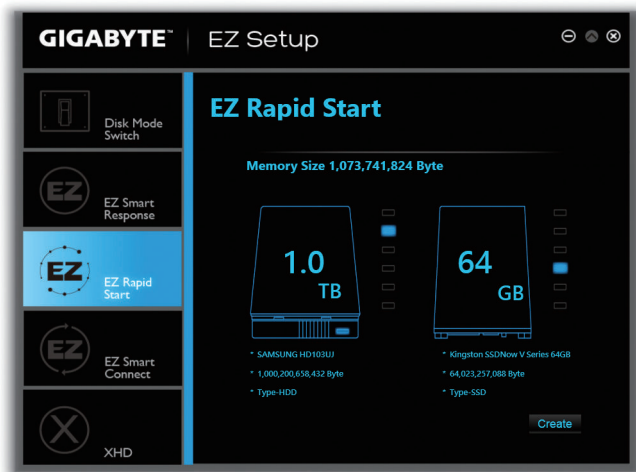 GIGABYTE™ EZ Setup
Disk Mode
Switch
EZ
EZ Smart
Response
EZ
EZ Rapid
Start
EZ
EZ Smart
Connect
X
XHD
EZ Rapid Start
Memory Size 1,073,741,824 Byte
1.0
TB
* SAMSUNG HD103UJ
* 1,000,200,658,432 Byte
* Type-HDD
64
GB
* Kingston SSDNow V Series 64GB
* 64,023,257,088 Byte
* Type-SSD
Create